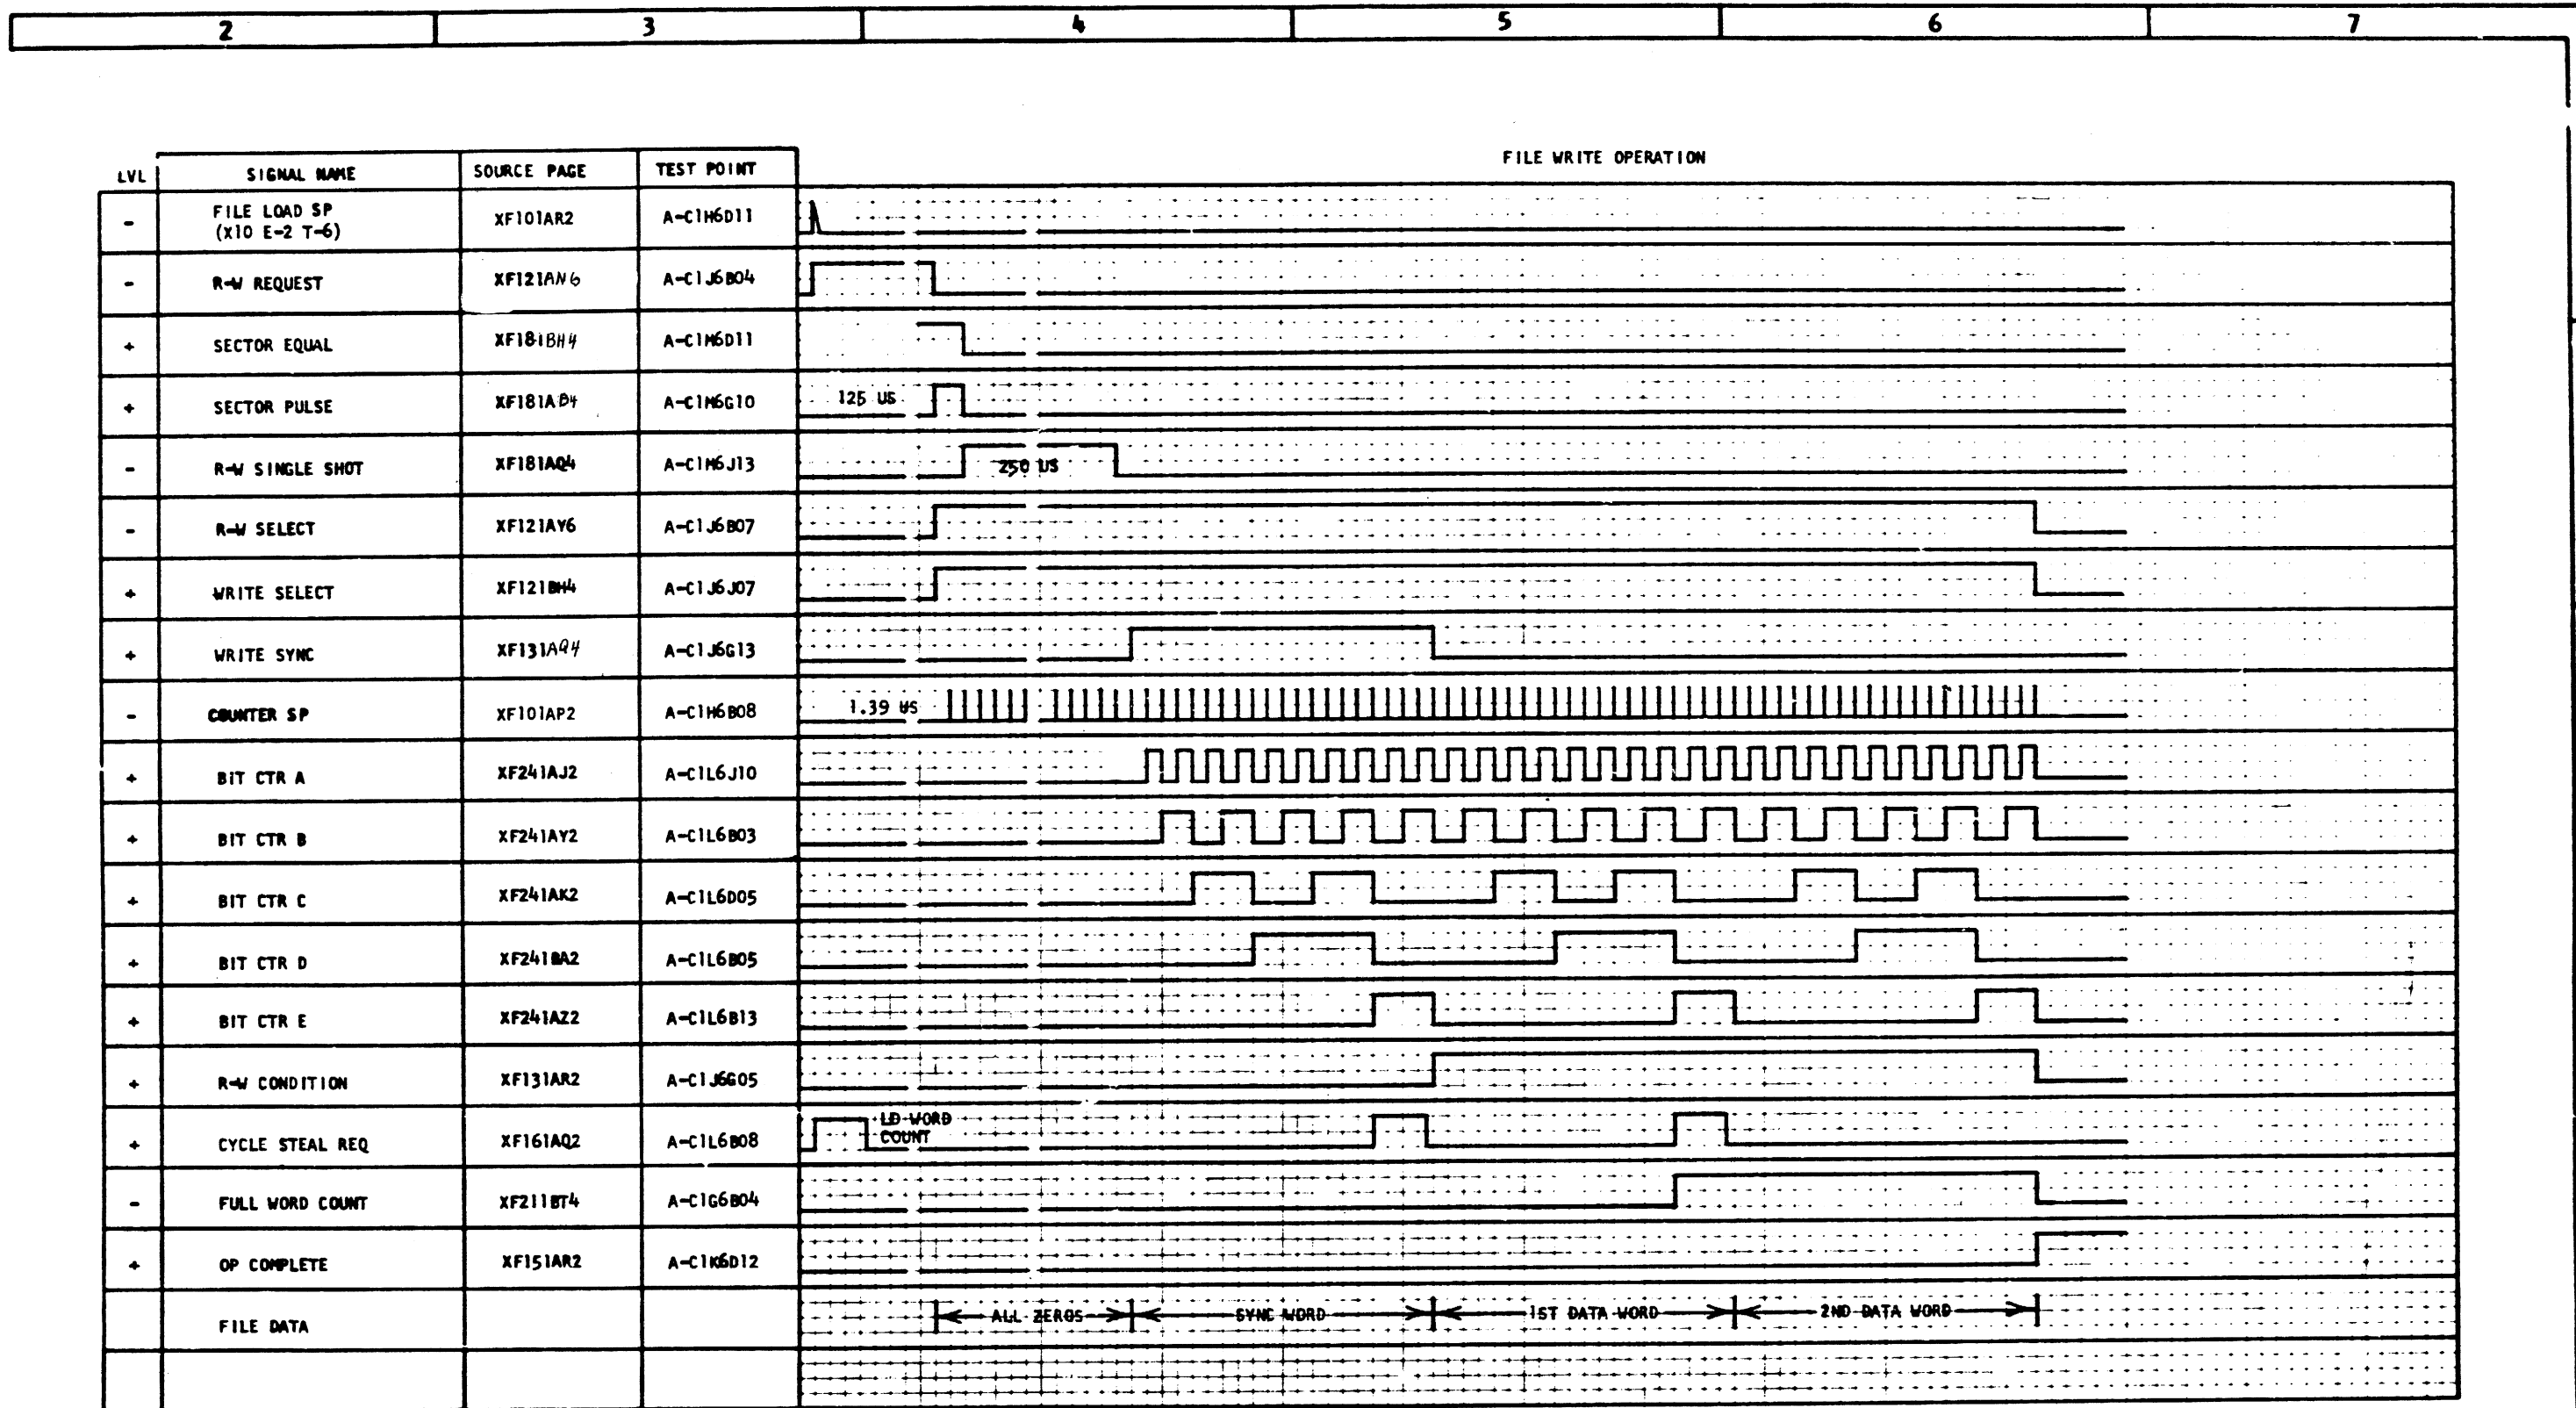 2 3 4 5 6 7
FILE WRITE OPERATION
LVL SIGNAL NAME SOURCE PAGE TEST POINT
- FILE LOAD SP (X10 E-2 T-6) XF101AR2 A-C1H6D11
- R-W REQUEST XF121AN6 A-C1J6B04
+ SECTOR EQUAL XF181BH4 A-C1M6D11
+ SECTOR PULSE XF181AB4 A-C1M6G10 125 US
- R-W SINGLE SHOT XF181AQ4 A-C1M6J13 250 US
- R-W SELECT XF121AY6 A-C1J6B07
+ WRITE SELECT XF121BH4 A-C1J6J07
+ WRITE SYNC XF131AQ4 A-C1J6G13
- COUNTER SP XF101AP2 A-C1H6B08 1.39 US
+ BIT CTR A XF241AJ2 A-C1L6J10
+ BIT CTR B XF241AY2 A-C1L6B03
+ BIT CTR C XF241AK2 A-C1L6D05
+ BIT CTR D XF241BA2 A-C1L6B05
+ BIT CTR E XF241AZ2 A-C1L6B13
+ R-W CONDITION XF131AR2 A-C1J6G05
+ CYCLE STEAL REQ XF161AQ2 A-C1L6B08 LD WORD COUNT
- FULL WORD COUNT XF211BT4 A-C1G6B04
+ OP COMPLETE XF151AR2 A-C1K6D12
FILE DATA ALL ZEROS SYNC WORD 1ST DATA WORD 2ND DATA WORD